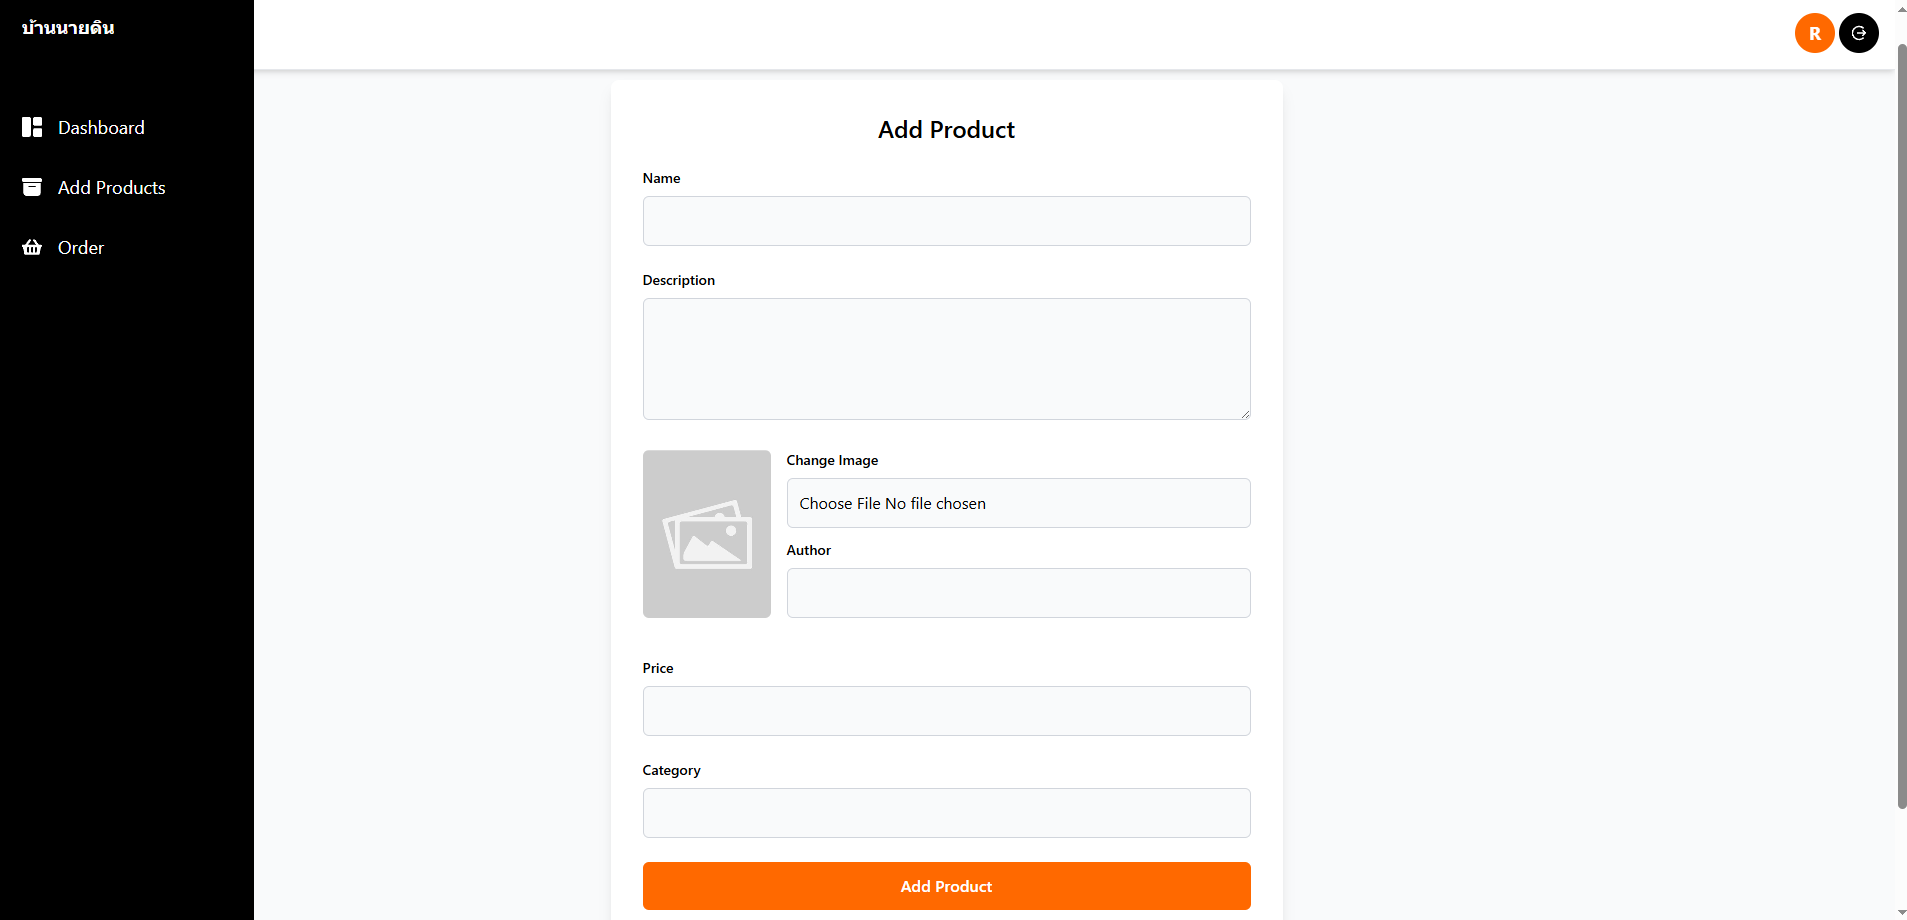 บ้านนายดิน
R
Dashboard
Add Products
Order
Add Product
Name
Description
Change Image
Choose File No file chosen
Author
Price
Category
Add Product